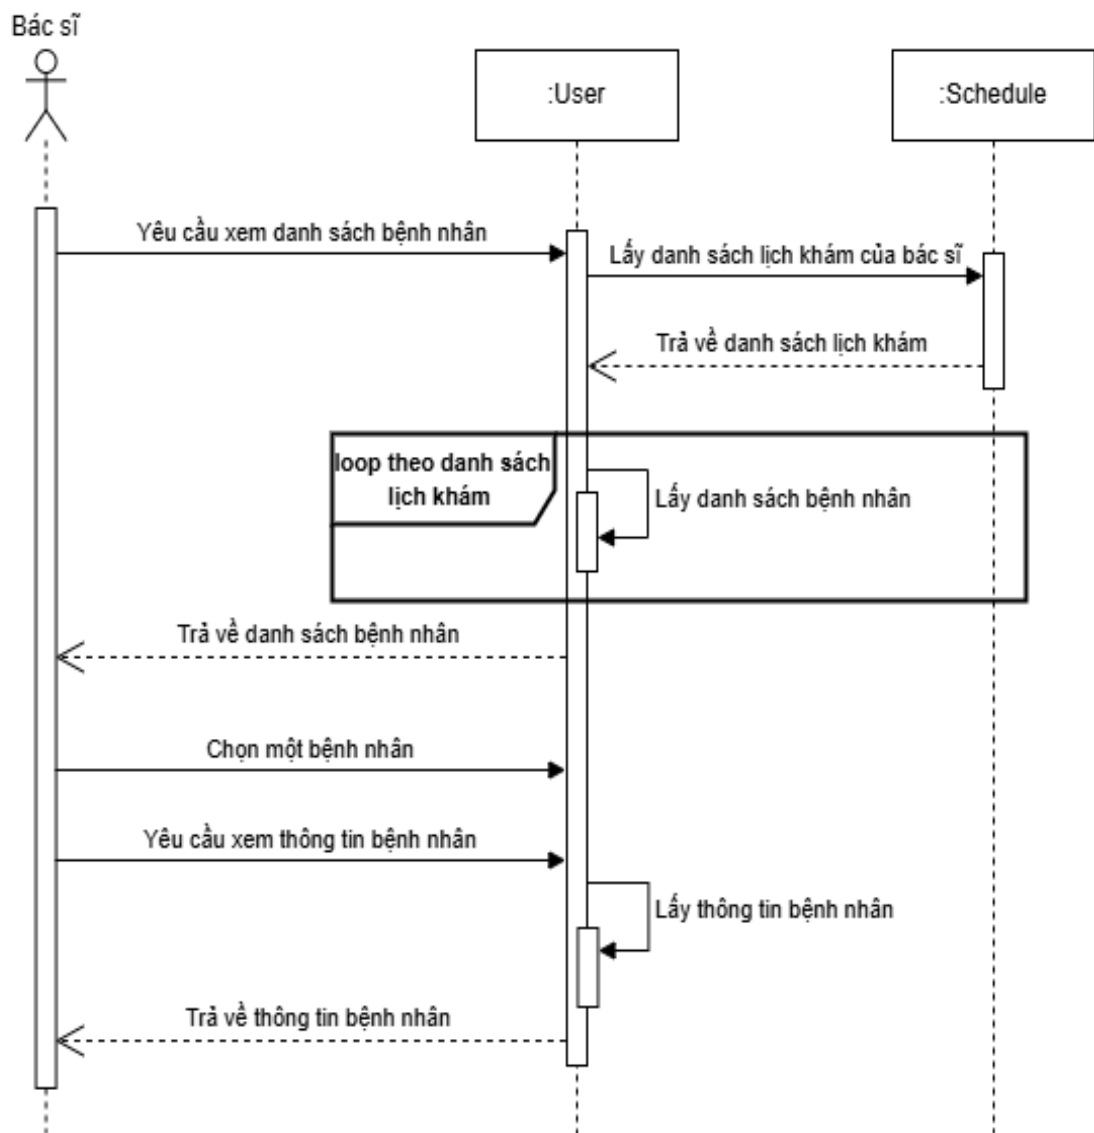 Bác sĩ
:User
:Schedule
Yêu cầu xem danh sách bệnh nhân
Lấy danh sách lịch khám của bác sĩ
Trả về danh sách lịch khám
loop theo danh sách
lịch khám
Lấy danh sách bệnh nhân
Trả về danh sách bệnh nhân
Chọn một bệnh nhân
Yêu cầu xem thông tin bệnh nhân
Lấy thông tin bệnh nhân
Trả về thông tin bệnh nhân